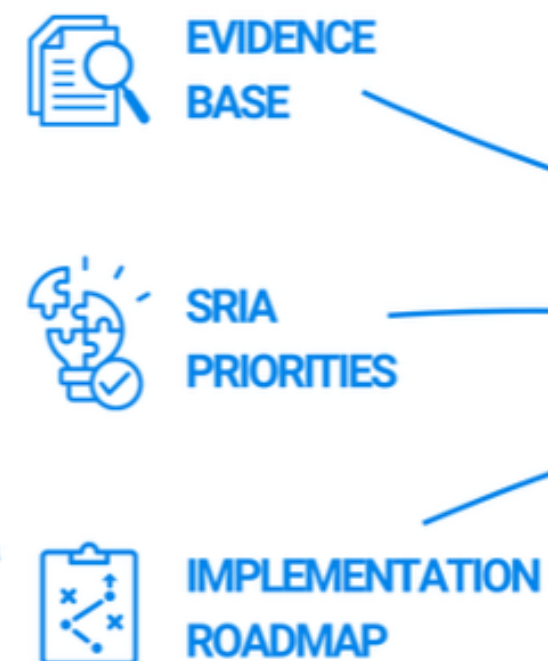 EVIDENCE
BASE
SRIA
PRIORITIES
IMPLEMENTATION
ROADMAP